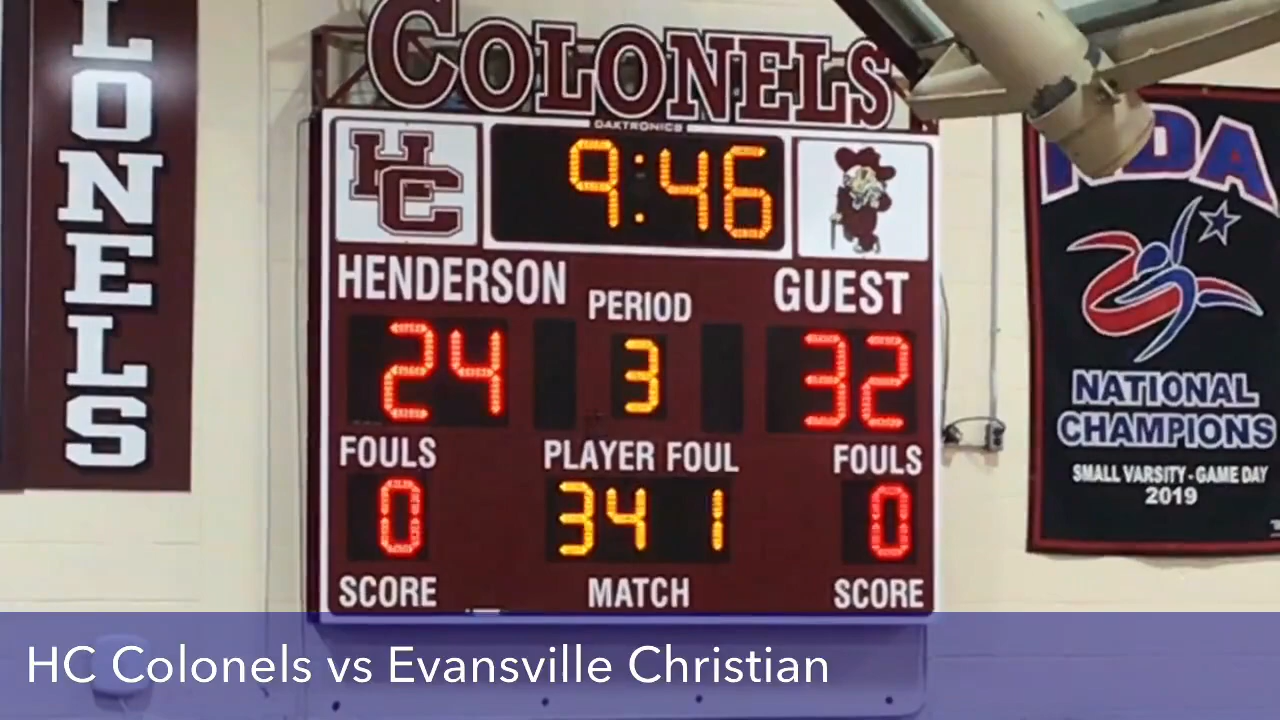 COLONELS
LONELS
DAKTRONICS
HC
9:46
HENDERSON
GUEST
PERIOD
24
3
32
FOULS
PLAYER FOUL
FOULS
0
34 1
0
SCORE
MATCH
SCORE
NDA
NATIONAL
CHAMPIONS
SMALL VARSITY - GAME DAY
2019
HC Colonels vs Evansville Christian